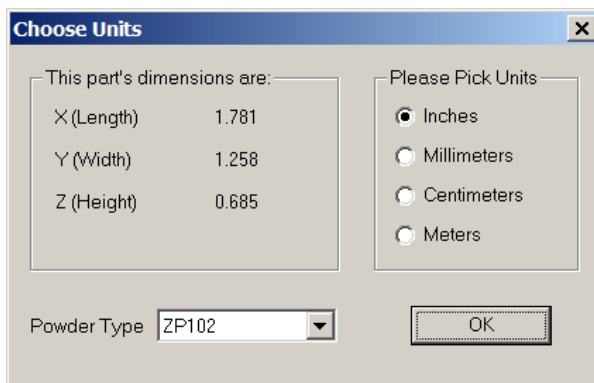 Choose Units
This part's dimensions are:
X (Length) 1.781
Y (Width) 1.258
Z (Height) 0.685
Please Pick Units
Inches
Millimeters
Centimeters
Meters
Powder Type ZP102
OK